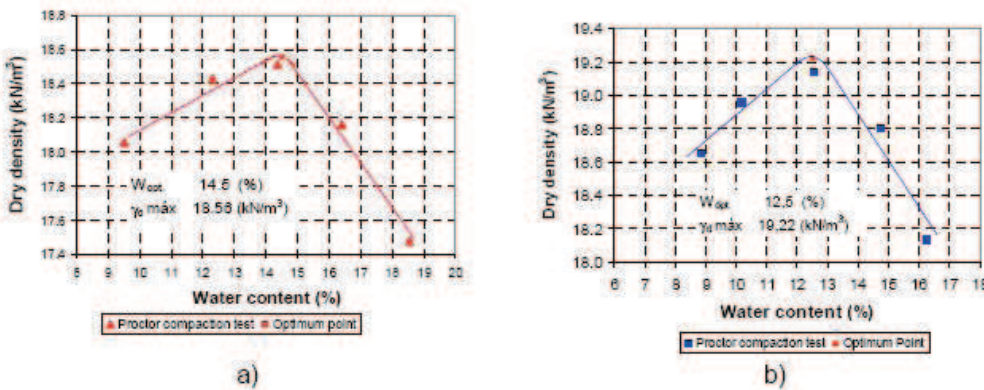 Dry density (kN/m³)
18.8
18.6
18.4
18.2
18.0
17.8
17.6
17.4
W opt. 14.5 (%)
γd máx 18.56 (kN/m³)
8 9 10 11 12 13 14 15 16 17 18 19 20
Water content (%)
Proctor compaction test Optimum point
a)
Dry density (kN/m³)
19.4
19.2
19.0
18.8
18.6
18.4
18.2
18.0
W opt 12.5 (%)
γd máx 19,22 (kN/m³)
6 7 8 9 10 11 12 13 14 15 16 17 18
Water content (%)
Proctor compaction test Optimum Point
b)